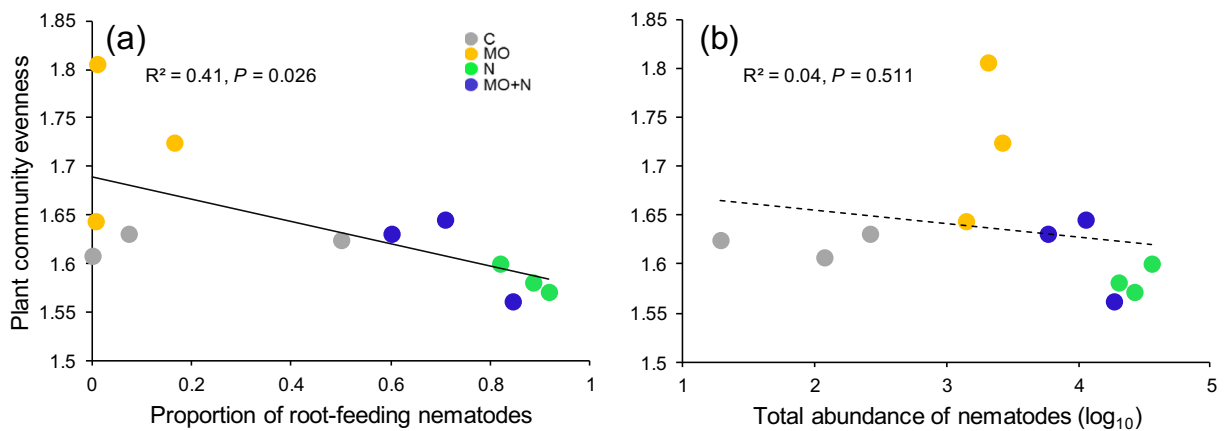 (a)
C
MO
N
MO+N
R² = 0.41, P = 0.026
1.85
1.8
1.75
1.7
1.65
1.6
1.55
1.5
Plant community evenness
0 0.2 0.4 0.6 0.8 1
Proportion of root-feeding nematodes
(b)
R² = 0.04, P = 0.511
1.85
1.8
1.75
1.7
1.65
1.6
1.55
1.5
1 2 3 4 5
Total abundance of nematodes (log₁₀)